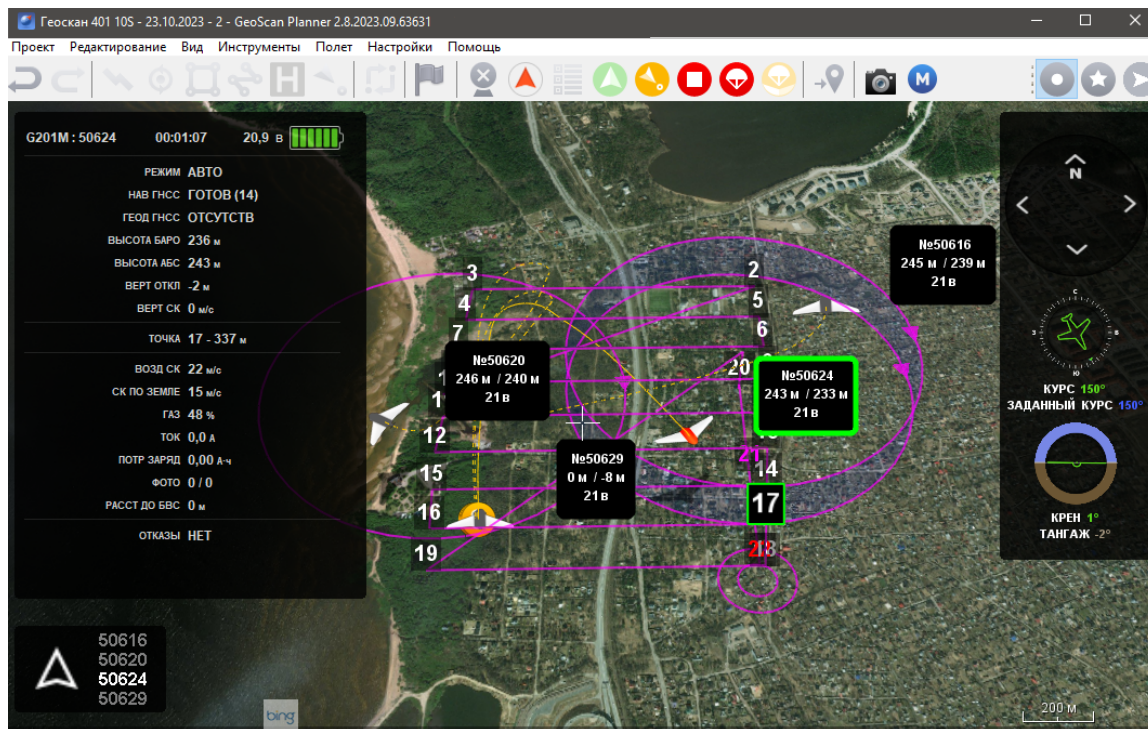 Геоскан 401 10S - 23.10.2023 - 2 - GeoScan Planner 2.8.2023.09.63631
Проект Редактирование Вид Инструменты Полет Настройки Помощь
H
M
G201M : 50624 00:01:07 20,9 в
РЕЖИМ АВТО
НАВ ГНСС ГОТОВ (14)
ГЕОД ГНСС ОТСУТСТВ
ВЫСОТА БАРО 236 м
ВЫСОТА АБС 243 м
ВЕРТ ОТКЛ -2 м
ВЕРТ СК 0 м/с
ТОЧКА 17 - 337 м
ВОЗД СК 22 м/с
СК ПО ЗЕМЛЕ 15 м/с
ГАЗ 48 %
ТОК 0,0 А
ПОТР ЗАРЯД 0,00 А·ч
ФОТО 0 / 0
РАССТ ДО БВС 0 м
ОТКАЗЫ НЕТ
50616
50620
50624
50629
3
2
4
5
7
6
20
12
21
15
14
16
17
19
№50620
246 м / 240 м
21 в
№50624
243 м / 233 м
21 в
№50629
0 м / -8 м
21 в
№50616
245 м / 239 м
21 в
bing
N
С
В
Ю
З
КУРС 150°
ЗАДАННЫЙ КУРС 150°
КРЕН 1°
ТАНГАЖ -2°
200 м